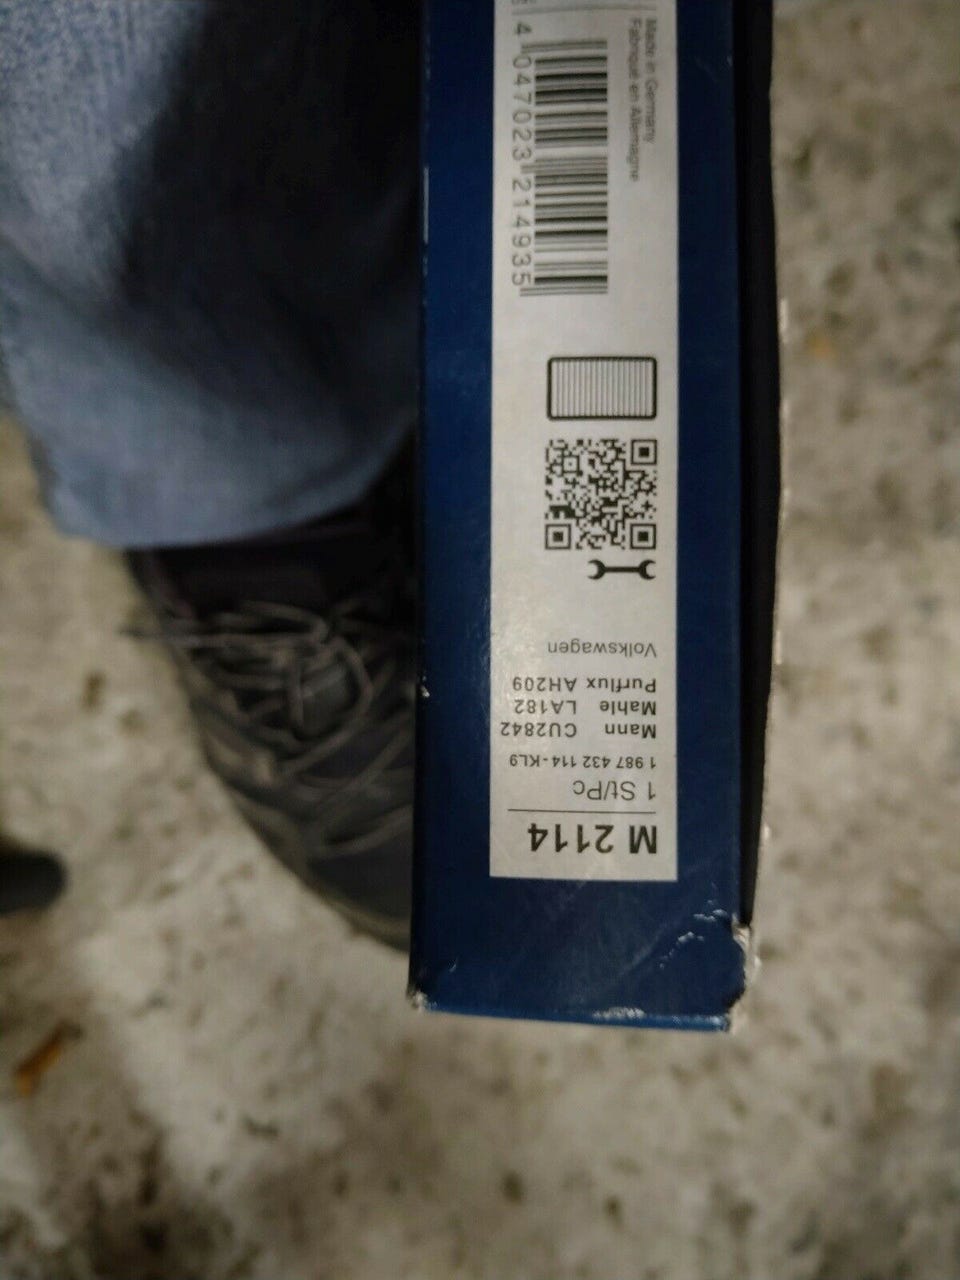 M 2114
1 St/Pc
1 987 432 114-KL9
Mann CU2842
Mahle LA182
Purflux AH209
Volkswagen
Made in Germany
Fabriqué en Allemagne
4 047023 214935